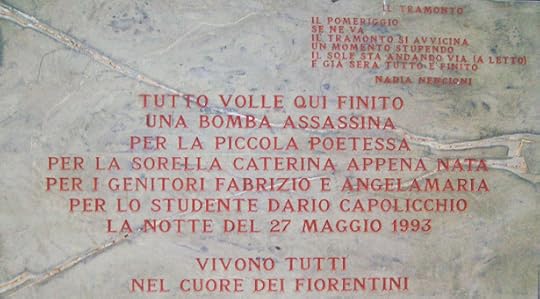 IL TRAMONTO
IL POMERIGGIO
SE NE VA
IL TRAMONTO SI AVVICINA
UN MOMENTO STUPENDO
IL SOLE STA ANDANDO VIA (A LETTO)
E GIÀ SERA TUTTO E FINITO
NADIA NENCIONI
TUTTO VOLLE QUI FINITO
UNA BOMBA ASSASSINA
PER LA PICCOLA POETESSA
PER LA SORELLA CATERINA APPENA NATA
PER I GENITORI FABRIZIO E ANGELAMARIA
PER LO STUDENTE DARIO CAPOLICCHIO
LA NOTTE DEL 27 MAGGIO 1993
VIVONO TUTTI
NEL CUORE DEI FIORENTINI